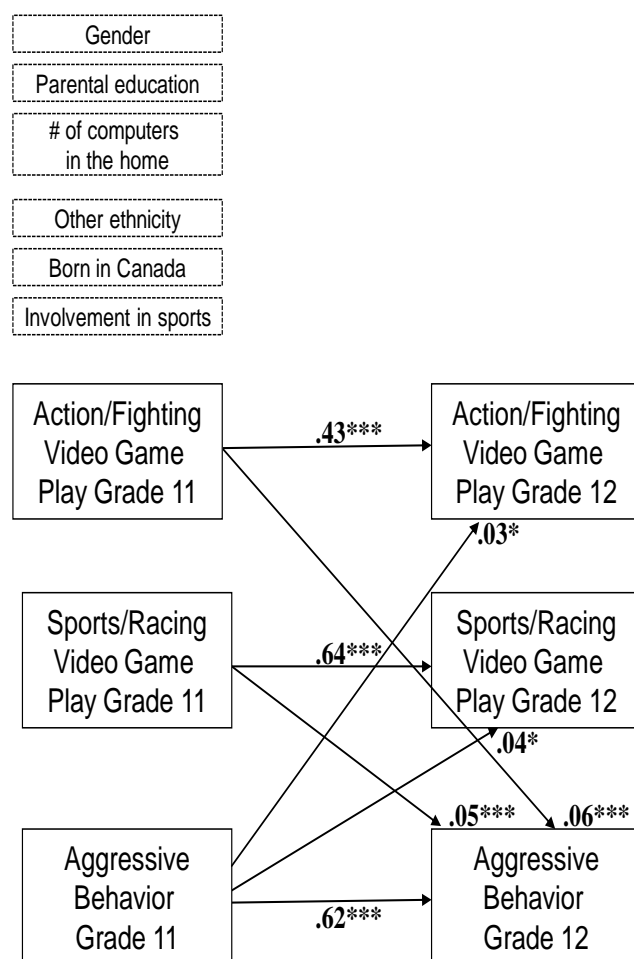 Gender
Parental education
# of computers
in the home
Other ethnicity
Born in Canada
Involvement in sports
Action/Fighting
Video Game
Play Grade 11
.43***
Action/Fighting
Video Game
Play Grade 12
.03*
Sports/Racing
Video Game
Play Grade 11
.64***
Sports/Racing
Video Game
Play Grade 12
.04*
.05***
.06***
Aggressive
Behavior
Grade 11
.62***
Aggressive
Behavior
Grade 12